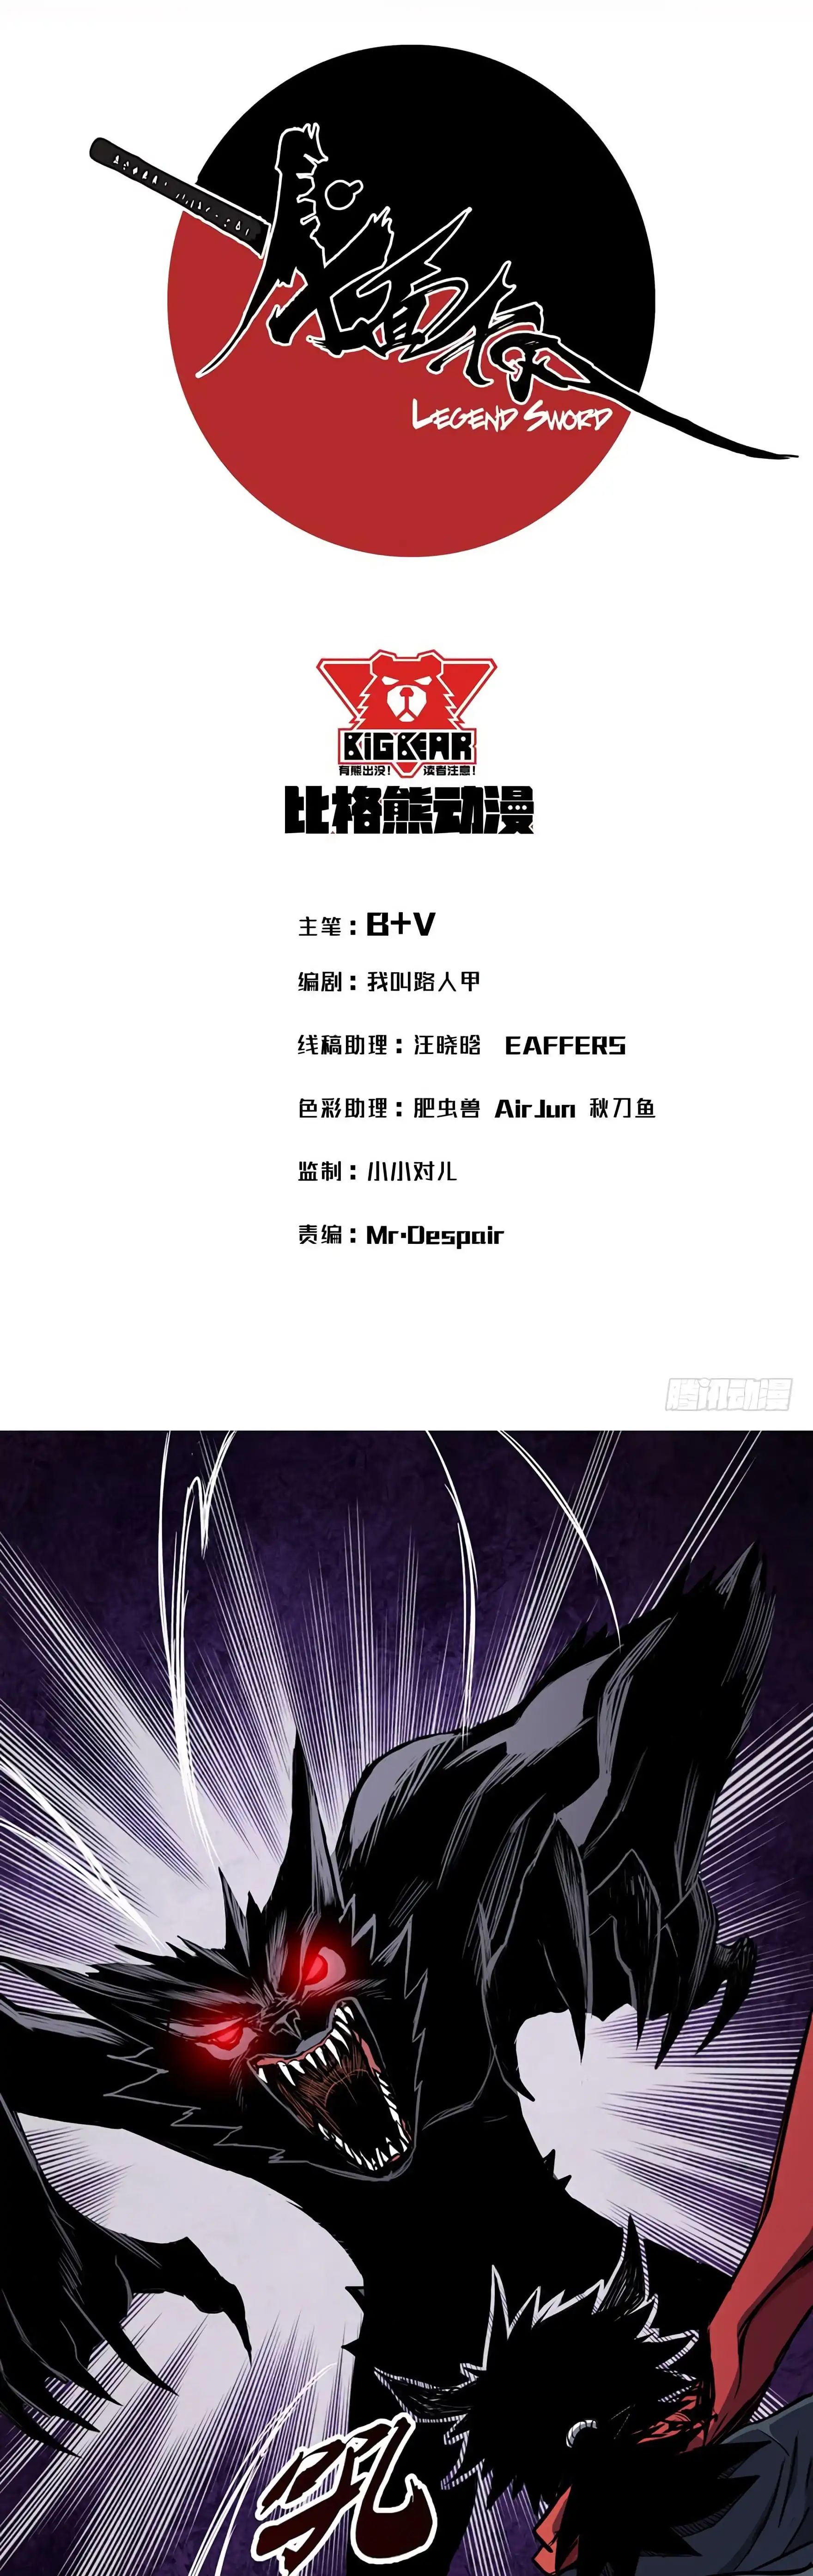 LEGEND SWORD
BIGBEAR
有熊出没! 读者注意!
比格熊动漫
主笔：B+V
编剧：我叫路人甲
线稿助理：汪晓晗 EAFFERS
色彩助理：肥虫兽 AirJun 秋刀鱼
监制：小小对儿
责编：Mr·Despair
腾讯动漫
吼